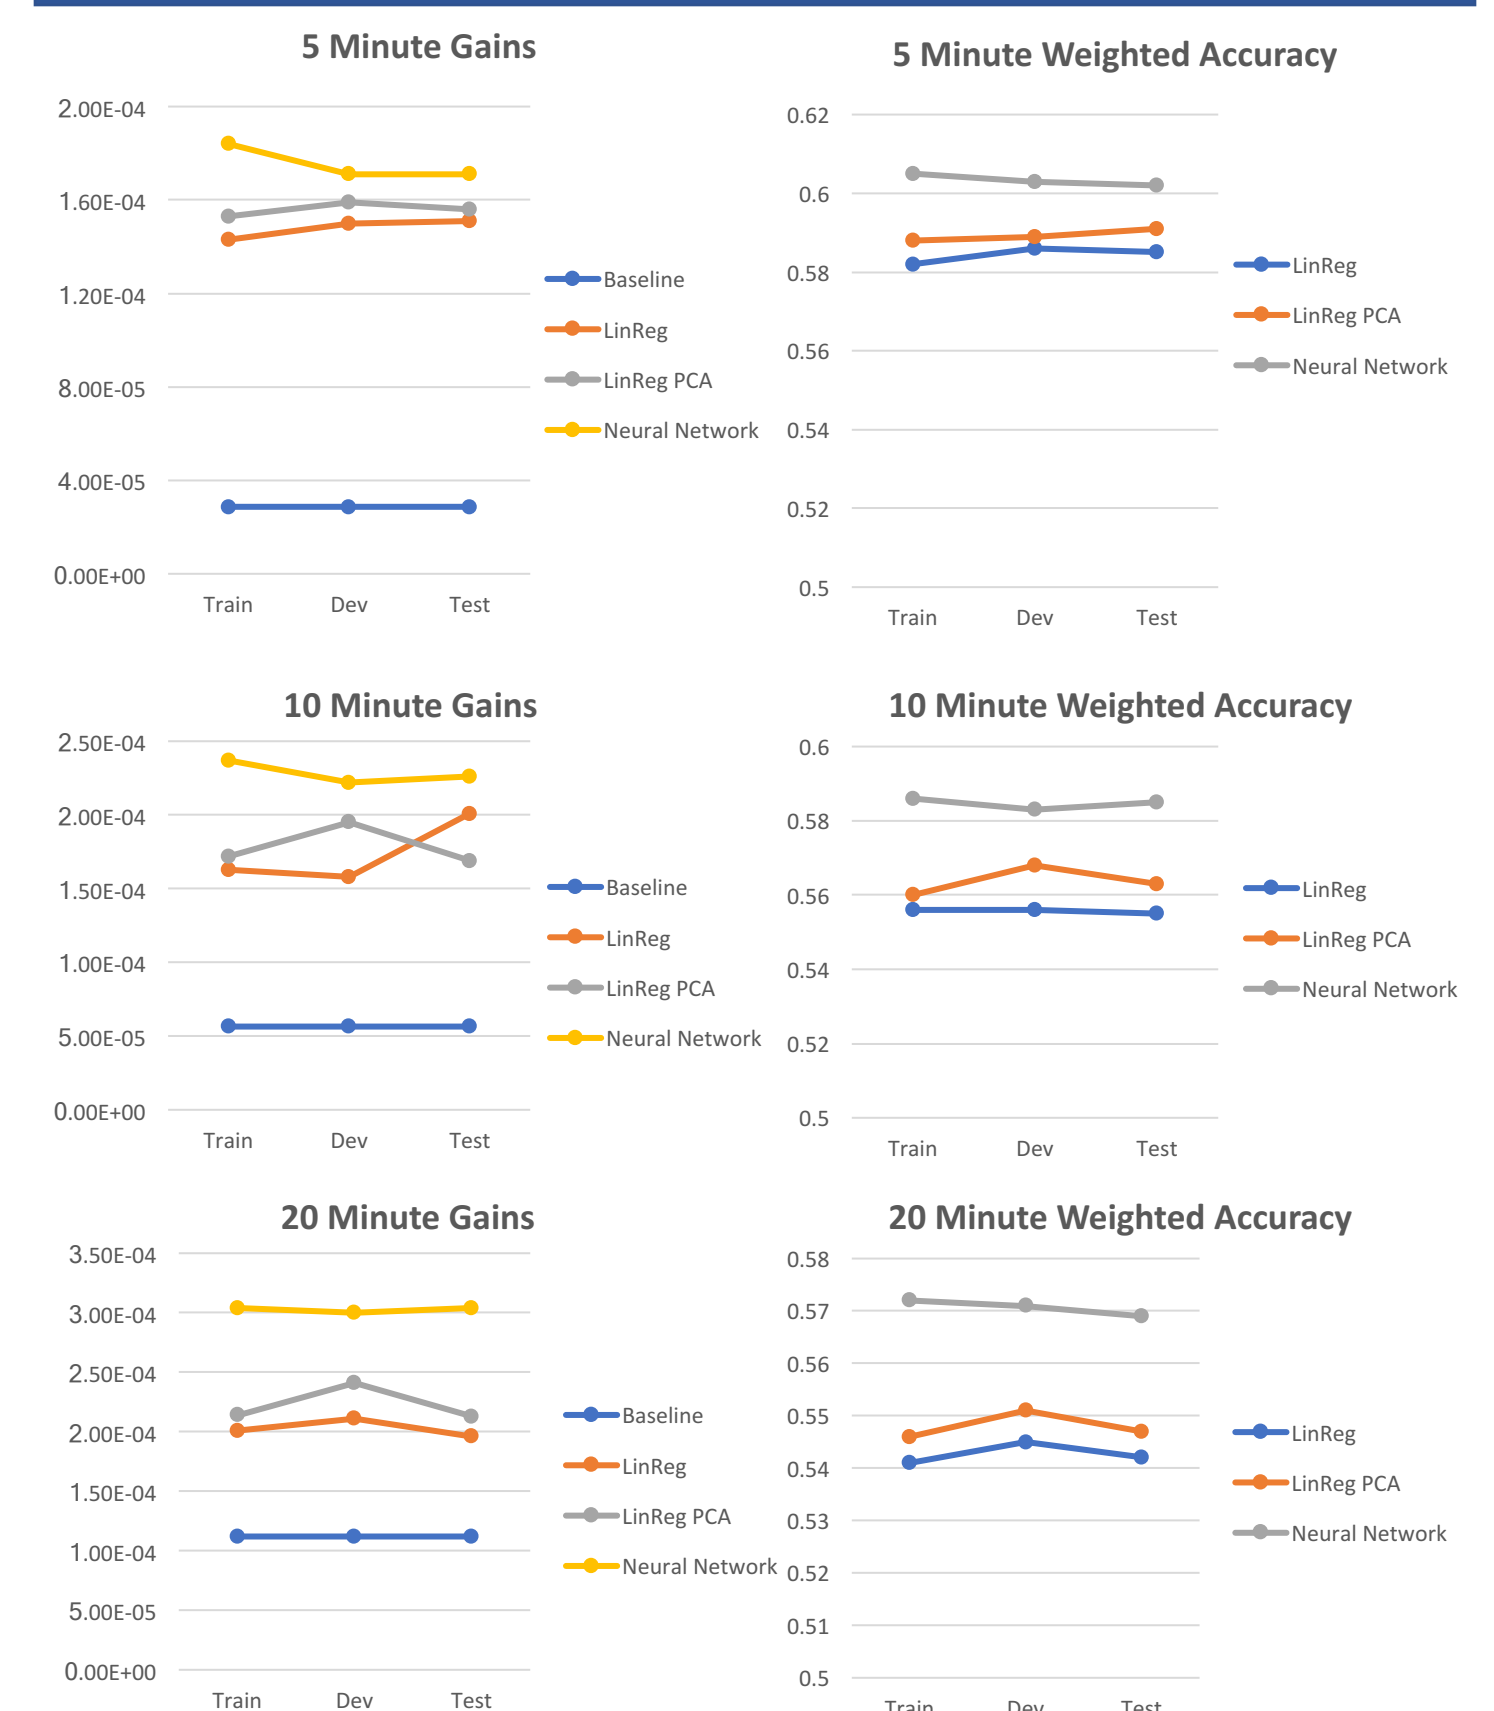 5 Minute Gains
2.00E-04
1.60E-04
1.20E-04
8.00E-05
4.00E-05
0.00E+00
Train Dev Test
Baseline
LinReg
LinReg PCA
Neural Network
5 Minute Weighted Accuracy
0.62
0.6
0.58
0.56
0.54
0.52
0.5
Train Dev Test
LinReg
LinReg PCA
Neural Network
10 Minute Gains
2.50E-04
2.00E-04
1.50E-04
1.00E-04
5.00E-05
0.00E+00
Train Dev Test
Baseline
LinReg
LinReg PCA
Neural Network
10 Minute Weighted Accuracy
0.6
0.58
0.56
0.54
0.52
0.5
Train Dev Test
LinReg
LinReg PCA
Neural Network
20 Minute Gains
3.50E-04
3.00E-04
2.50E-04
2.00E-04
1.50E-04
1.00E-04
5.00E-05
0.00E+00
Train Dev Test
Baseline
LinReg
LinReg PCA
Neural Network
20 Minute Weighted Accuracy
0.58
0.57
0.56
0.55
0.54
0.53
0.52
0.51
0.5
Train Dev Test
LinReg
LinReg PCA
Neural Network